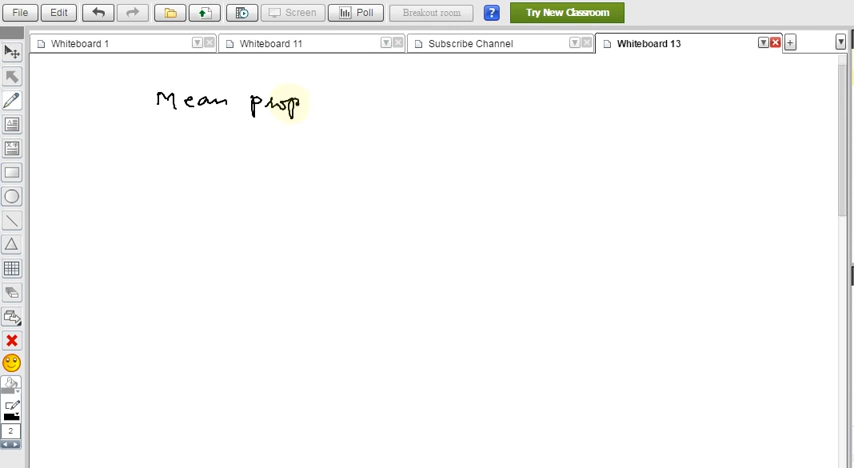 File Edit Screen Poll Breakout room ? Try New Classroom
Whiteboard 1 Whiteboard 11 Subscribe Channel Whiteboard 13
Mean prop
2